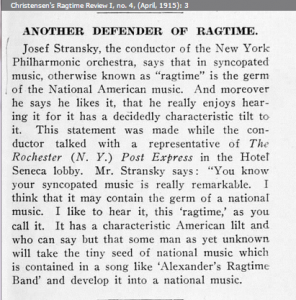 Christensen's Ragtime Review I, no. 4, (April, 1915): 3
ANOTHER DEFENDER OF RAGTIME.
Josef Stransky, the conductor of the New York
Philharmonic orchestra, says that in syncopated
music, otherwise known as “ragtime” is the germ
of the National American music. And moreover
he says he likes it, that he really enjoys hear-
ing it for it has a decidedly characteristic tilt to
it. This statement was made while the con-
ductor talked with a representative of The
Rochester (N. Y.) Post Express in the Hotel
Seneca lobby. Mr. Stransky says: “You know
your syncopated music is really remarkable. I
think that it may contain the germ of a national
music. I like to hear it, this ‘ragtime,’ as you
call it. It has a characteristic American lilt and
who can say but that some man as yet unknown
will take the tiny seed of national music which
is contained in a song like ‘Alexander's Ragtime
Band’ and develop it into a national music.